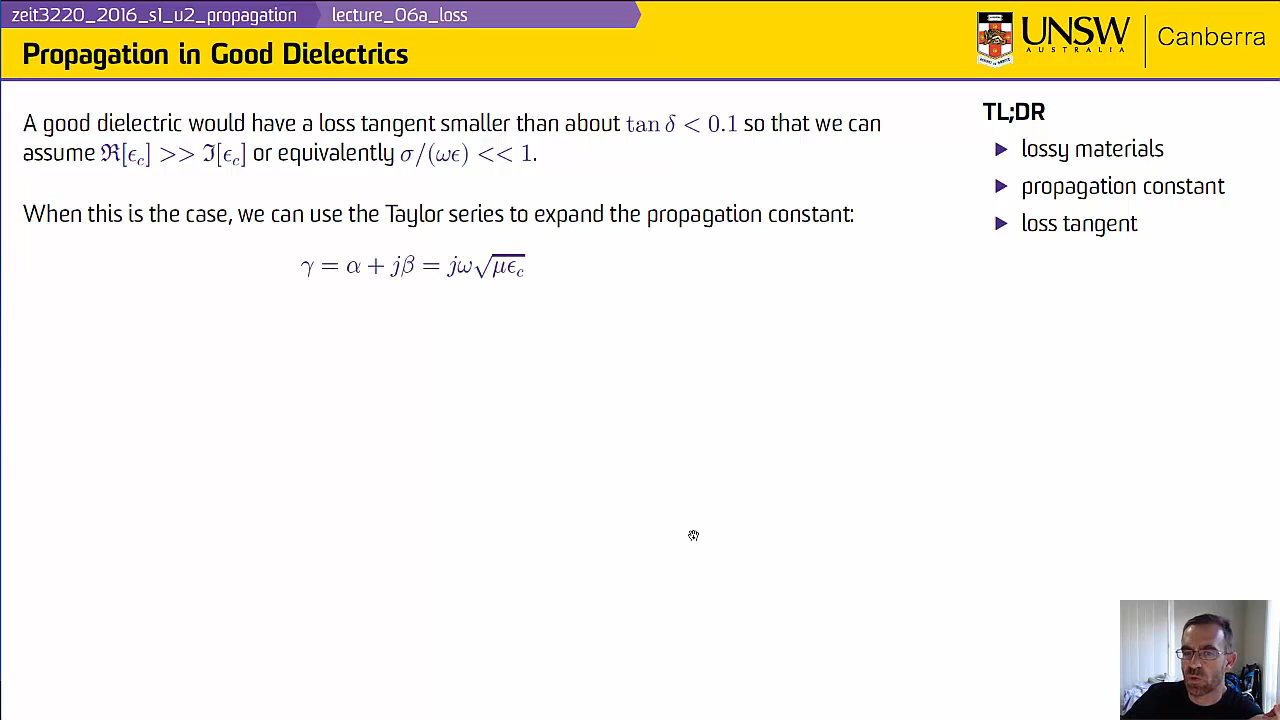 zeit3220_2016_s1_u2_propagation lecture_06a_loss
Propagation in Good Dielectrics
UNSW
AUSTRALIA
Canberra
A good dielectric would have a loss tangent smaller than about tan δ < 0.1 so that we can
assume ℜ[ϵ_c] >> ℑ[ϵ_c] or equivalently σ/(ωϵ) << 1.
When this is the case, we can use the Taylor series to expand the propagation constant:
γ = α + jβ = jω√μϵ_c
TL;DR
lossy materials
propagation constant
loss tangent